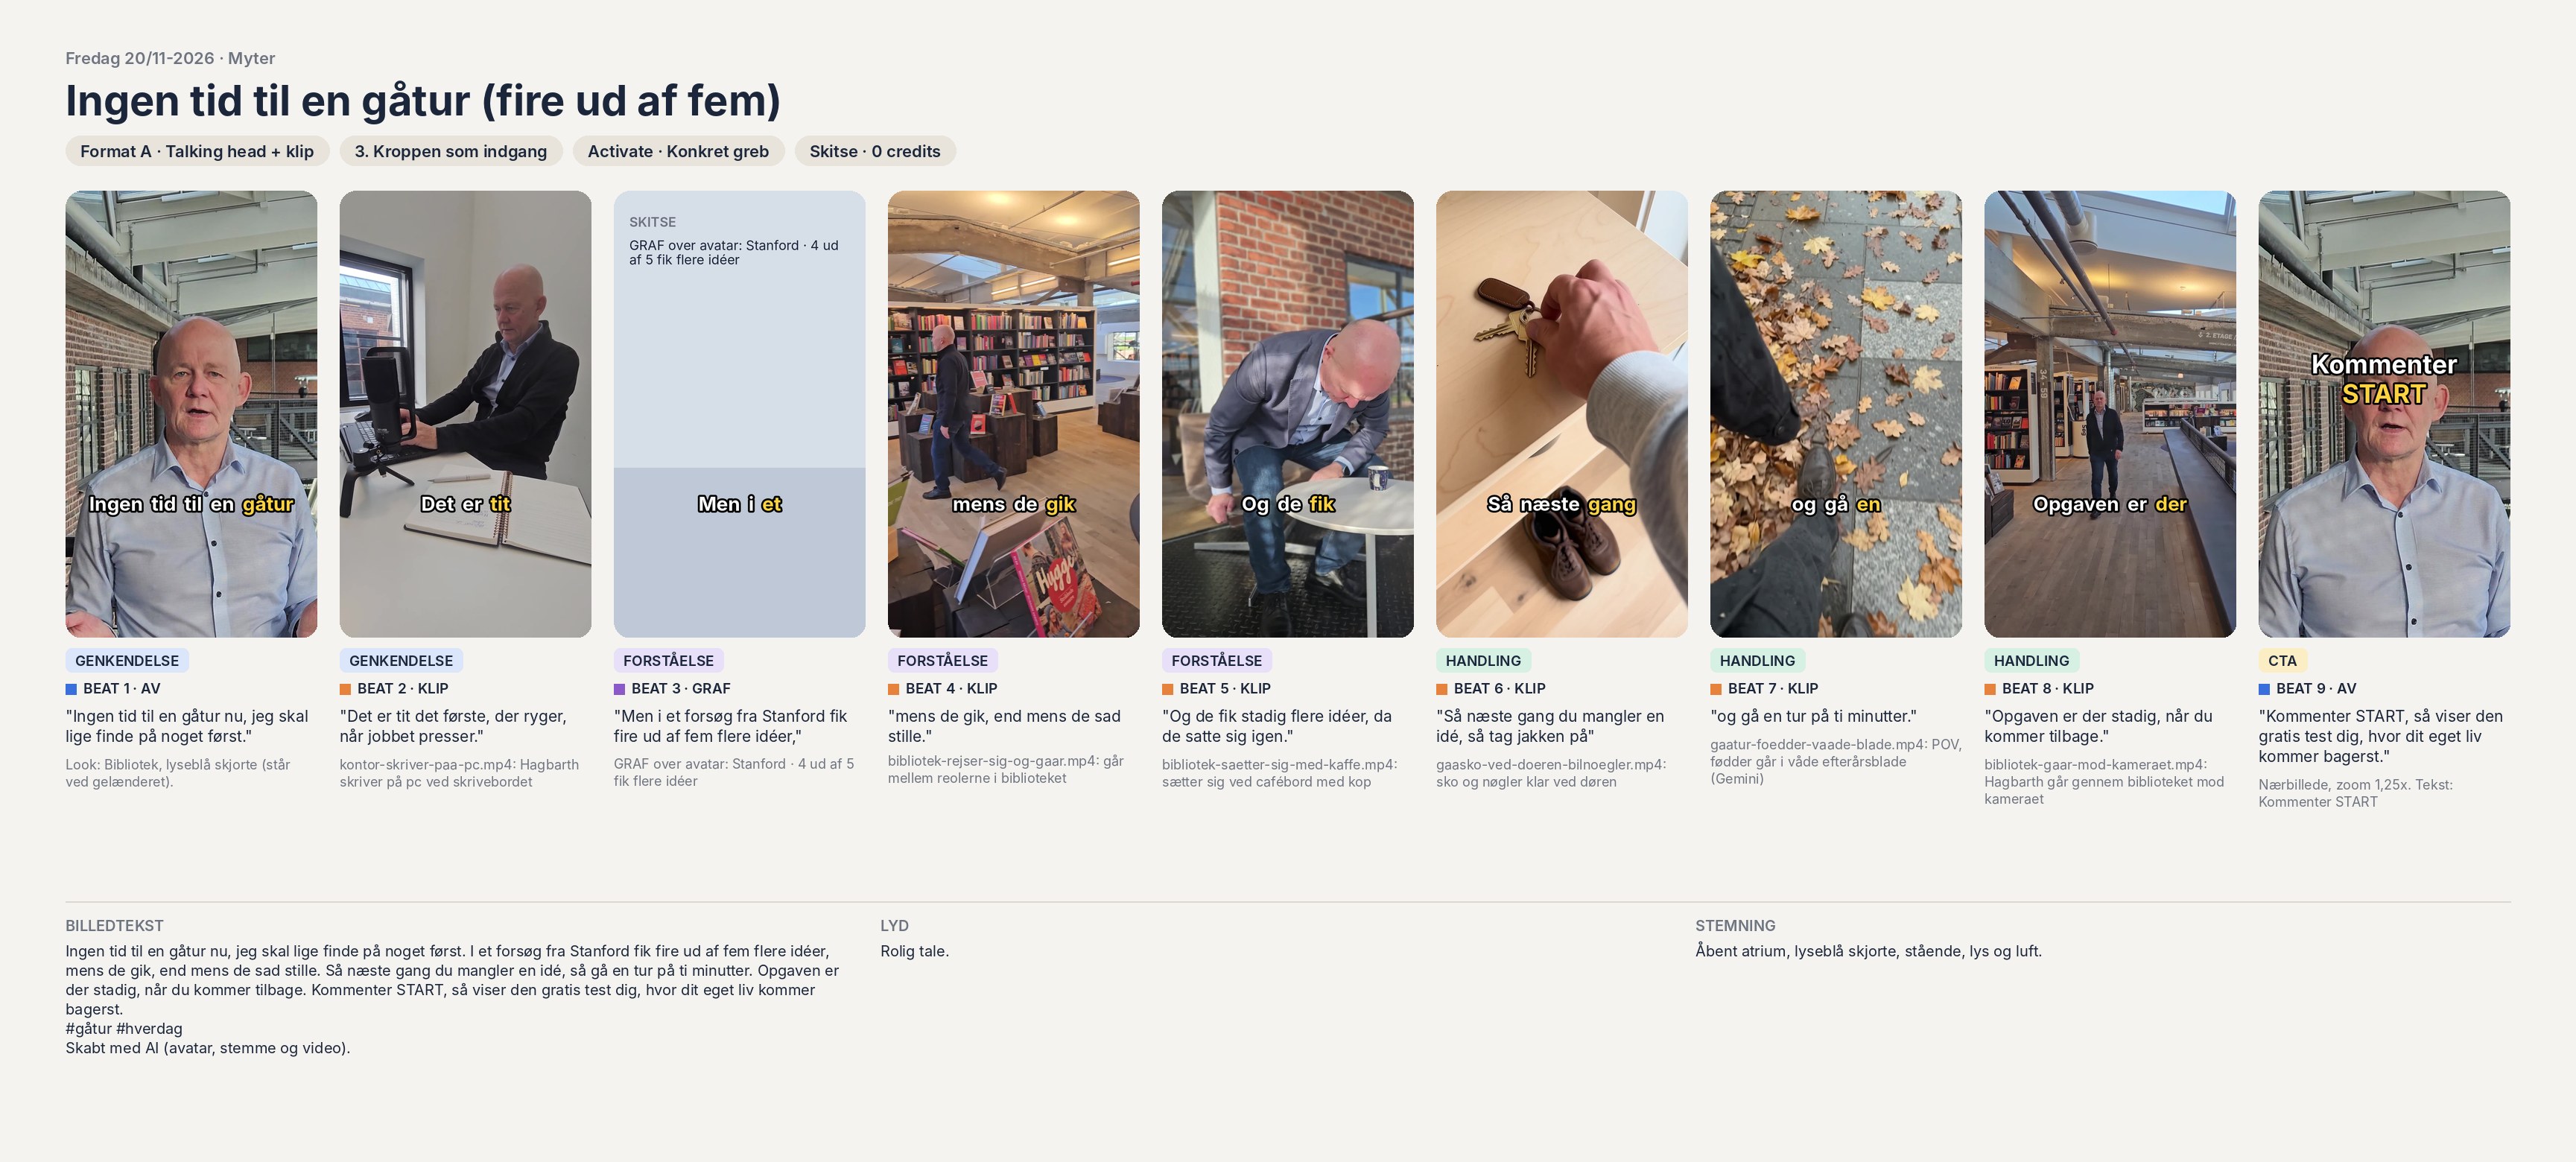 Fredag 20/11-2026 · Myter
Ingen tid til en gåtur (fire ud af fem)
Format A · Talking head + klip
3. Kroppen som indgang
Activate · Konkret greb
Skitse · 0 credits
Ingen tid til en gåtur
Det er tit
SKITSE
GRAF over avatar: Stanford · 4 ud
af 5 fik flere idéer
Men i et
mens de gik
Hygge
Og de fik
Så næste gang
og gå en
2. ETAGE
Opgaven er der
Kommenter
START
GENKENDELSE
BEAT 1 · AV
"Ingen tid til en gåtur nu, jeg skal
lige finde på noget først."
Look: Bibliotek, lyseblå skjorte (står
ved gelænderet).
GENKENDELSE
BEAT 2 · KLIP
"Det er tit det første, der ryger,
når jobbet presser."
kontor-skriver-paa-pc.mp4: Hagbarth
skriver på pc ved skrivebordet
FORSTÅELSE
BEAT 3 · GRAF
"Men i et forsøg fra Stanford fik
fire ud af fem flere idéer,"
GRAF over avatar: Stanford · 4 ud af 5
fik flere idéer
FORSTÅELSE
BEAT 4 · KLIP
"mens de gik, end mens de sad
stille."
bibliotek-rejser-sig-og-gaar.mp4: går
mellem reolerne i biblioteket
FORSTÅELSE
BEAT 5 · KLIP
"Og de fik stadig flere idéer, da
de satte sig igen."
bibliotek-saetter-sig-med-kaffe.mp4:
sætter sig ved cafébord med kop
HANDLING
BEAT 6 · KLIP
"Så næste gang du mangler en
idé, så tag jakken på"
gaasko-ved-doeren-bilnoegler.mp4:
sko og nøgler klar ved døren
HANDLING
BEAT 7 · KLIP
"og gå en tur på ti minutter."
gaatur-foedder-vaade-blade.mp4: POV,
fødder går i våde efterårsblade
(Gemini)
HANDLING
BEAT 8 · KLIP
"Opgaven er der stadig, når du
kommer tilbage."
bibliotek-gaar-mod-kameraet.mp4:
Hagbarth går gennem biblioteket mod
kameraet
CTA
BEAT 9 · AV
"Kommenter START, så viser den
gratis test dig, hvor dit eget liv
kommer bagerst."
Nærbillede, zoom 1,25x. Tekst:
Kommenter START
BILLEDTEKST
Ingen tid til en gåtur nu, jeg skal lige finde på noget først. I et forsøg fra Stanford fik fire ud af fem flere idéer,
mens de gik, end mens de sad stille. Så næste gang du mangler en idé, så gå en tur på ti minutter. Opgaven er
der stadig, når du kommer tilbage. Kommenter START, så viser den gratis test dig, hvor dit eget liv kommer
bagerst.
#gåtur #hverdag
Skabt med AI (avatar, stemme og video).
LYD
Rolig tale.
STEMNING
Åbent atrium, lyseblå skjorte, stående, lys og luft.